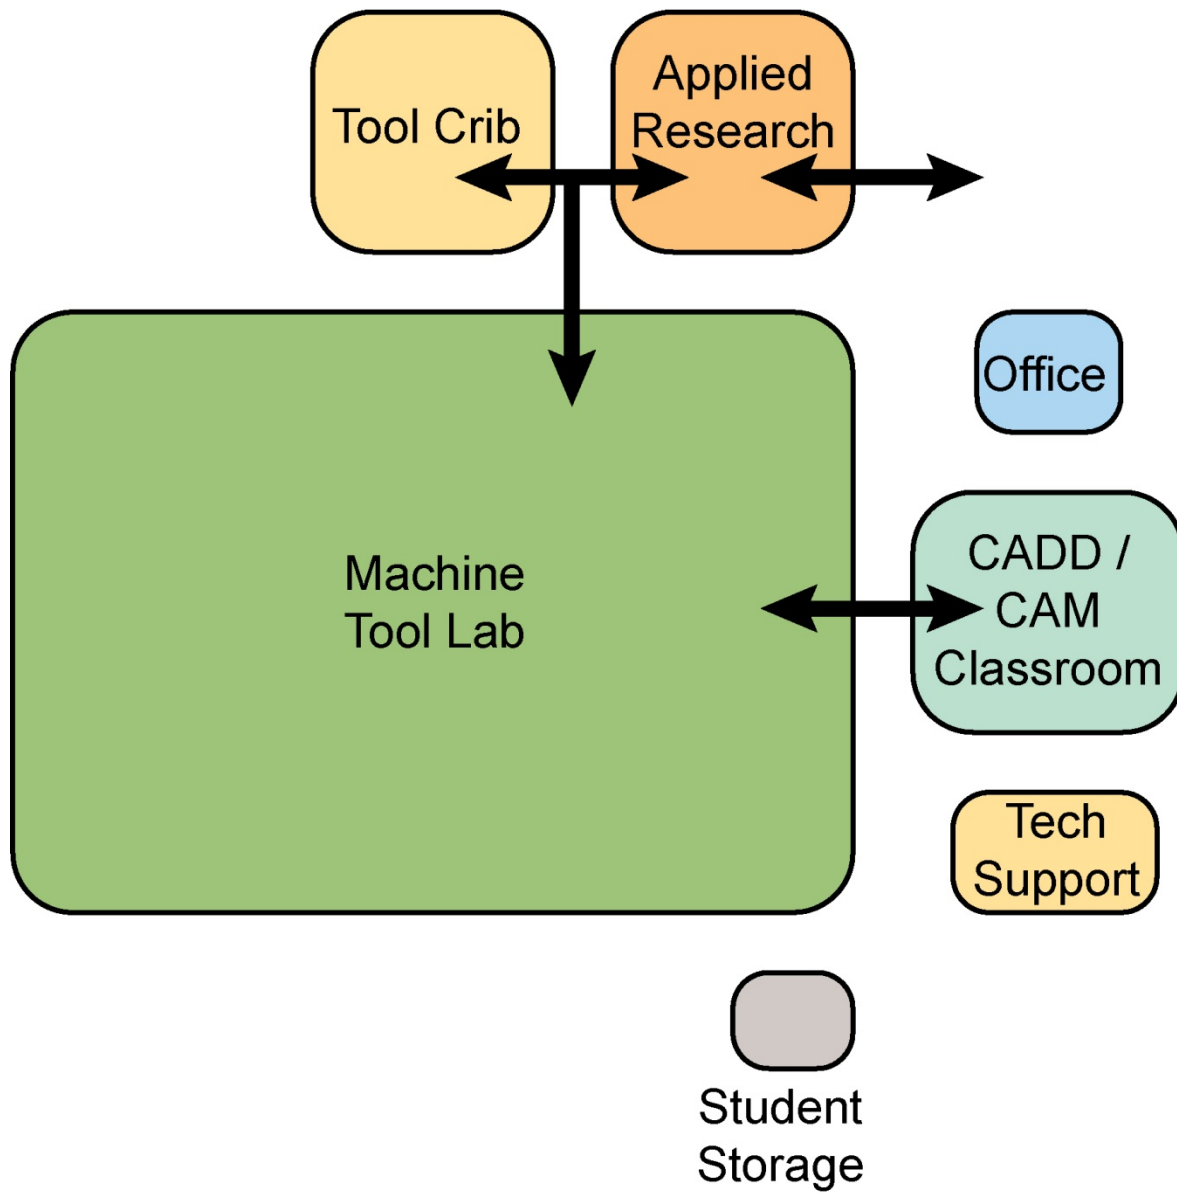 Tool Crib
Applied
Research
Office
Machine
Tool Lab
CADD /
CAM
Classroom
Tech
Support
Student
Storage